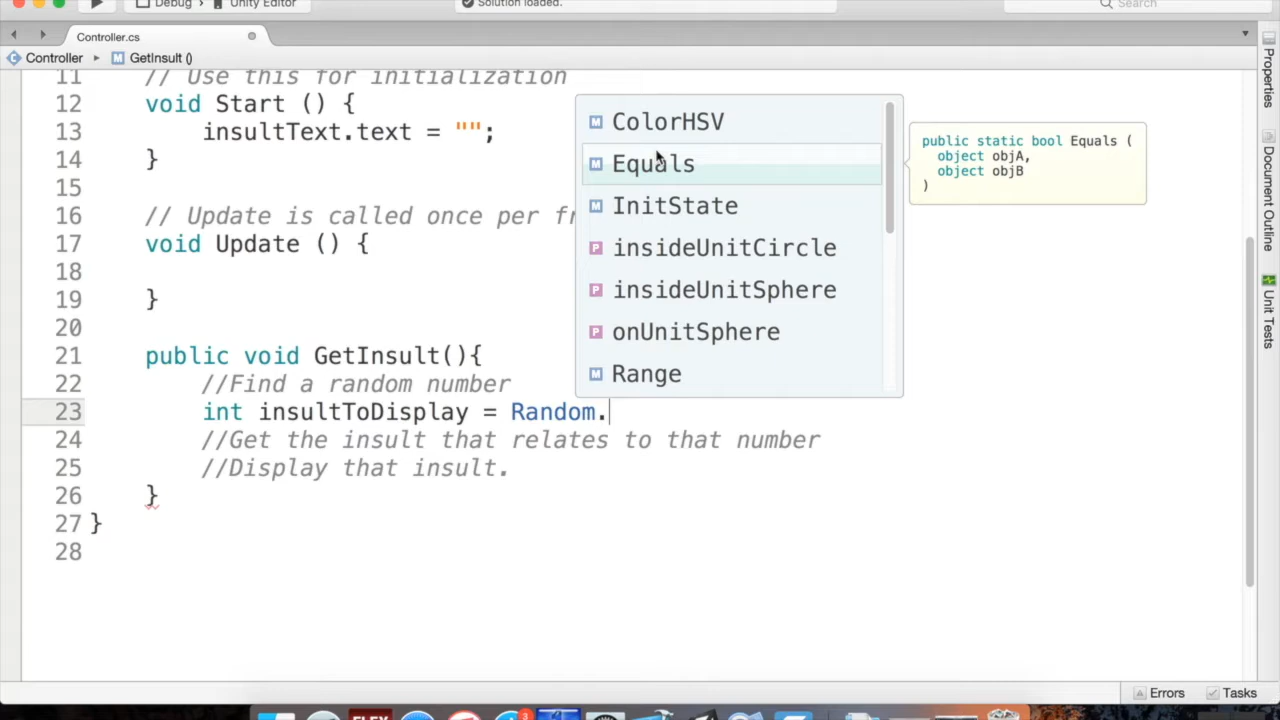 Debug
Unity Editor
Solution loaded.
Search
Controller.cs
Controller
M GetInsult ()
11 // Use this for initialization
12 void Start () {
13 insultText.text = "";
14 }
15
16 // Update is called once per fr
17 void Update () {
18
19 }
20
21 public void GetInsult(){
22 //Find a random number
23 int insultToDisplay = Random.
24 //Get the insult that relates to that number
25 //Display that insult.
26 }
27 }
28
M ColorHSV
M Equals
M InitState
P insideUnitCircle
P insideUnitSphere
P onUnitSphere
M Range
public static bool Equals (
object objA,
object objB
)
Properties
Document Outline
Unit Tests
Errors
Tasks
FLEX
3